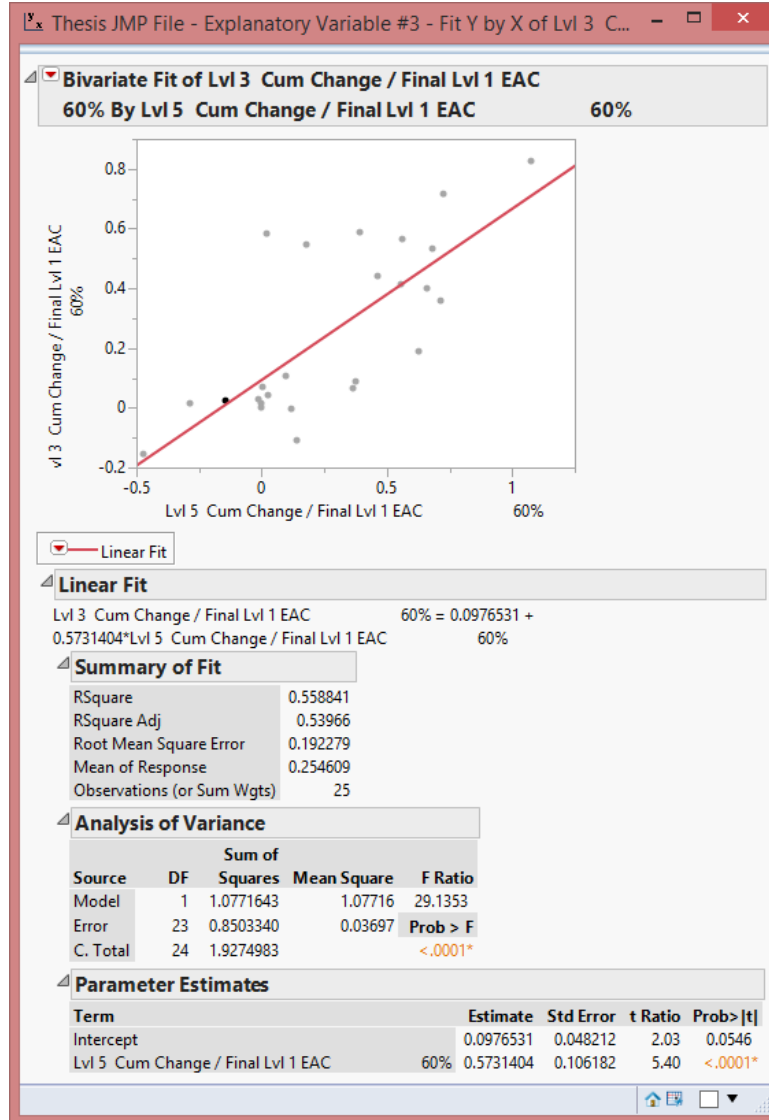 Thesis JMP File - Explanatory Variable #3 - Fit Y by X of Lvl 3 C...
Bivariate Fit of Lvl 3 Cum Change / Final Lvl 1 EAC
60% By Lvl 5 Cum Change / Final Lvl 1 EAC 60%
vl 3 Cum Change / Final Lvl 1 EAC
60%
0.8
0.6
0.4
0.2
0
-0.2
-0.5 0 0.5 1
Lvl 5 Cum Change / Final Lvl 1 EAC 60%
Linear Fit
Linear Fit
Lvl 3 Cum Change / Final Lvl 1 EAC 60% = 0.0976531 +
0.5731404*Lvl 5 Cum Change / Final Lvl 1 EAC 60%
Summary of Fit
RSquare 0.558841
RSquare Adj 0.53966
Root Mean Square Error 0.192279
Mean of Response 0.254609
Observations (or Sum Wgts) 25
Analysis of Variance
Sum of
Source DF Squares Mean Square F Ratio
Model 1 1.0771643 1.07716 29.1353
Error 23 0.8503340 0.03697 Prob > F
C. Total 24 1.9274983 <.0001*
Parameter Estimates
Term Estimate Std Error t Ratio Prob>|t|
Intercept 0.0976531 0.048212 2.03 0.0546
Lvl 5 Cum Change / Final Lvl 1 EAC 60% 0.5731404 0.106182 5.40 <.0001*